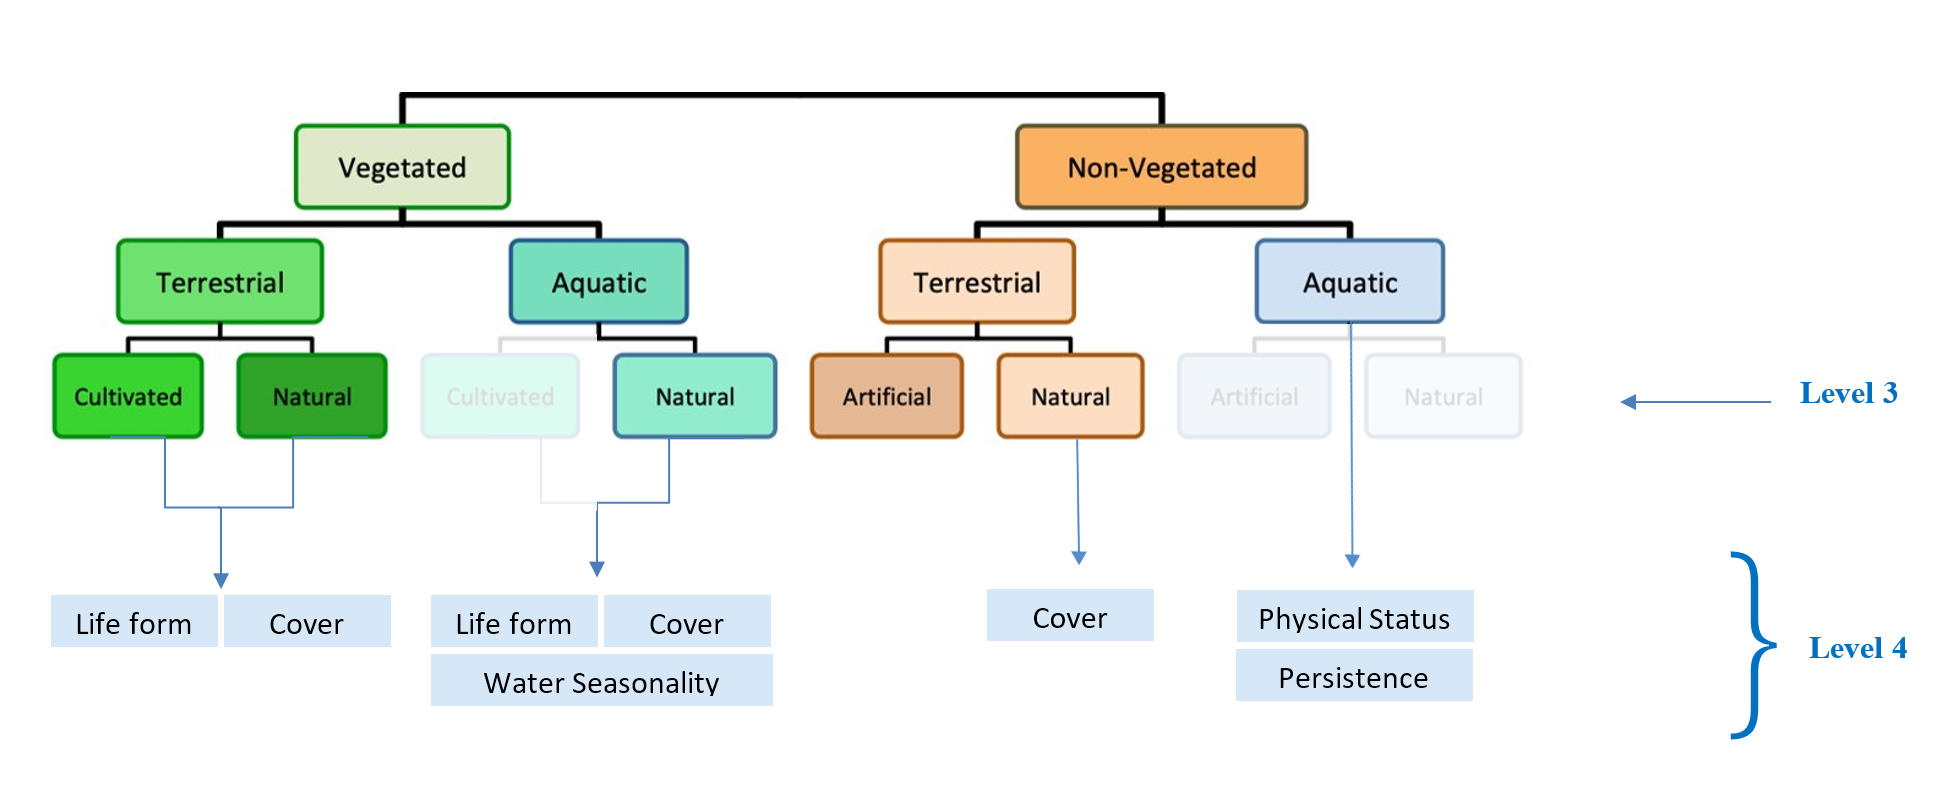 Vegetated
Non-Vegetated
Terrestrial
Aquatic
Terrestrial
Aquatic
Cultivated
Natural
Cultivated
Natural
Artificial
Natural
Artificial
Natural
Level 3
Life form
Cover
Life form
Cover
Water Seasonality
Cover
Physical Status
Persistence
Level 4